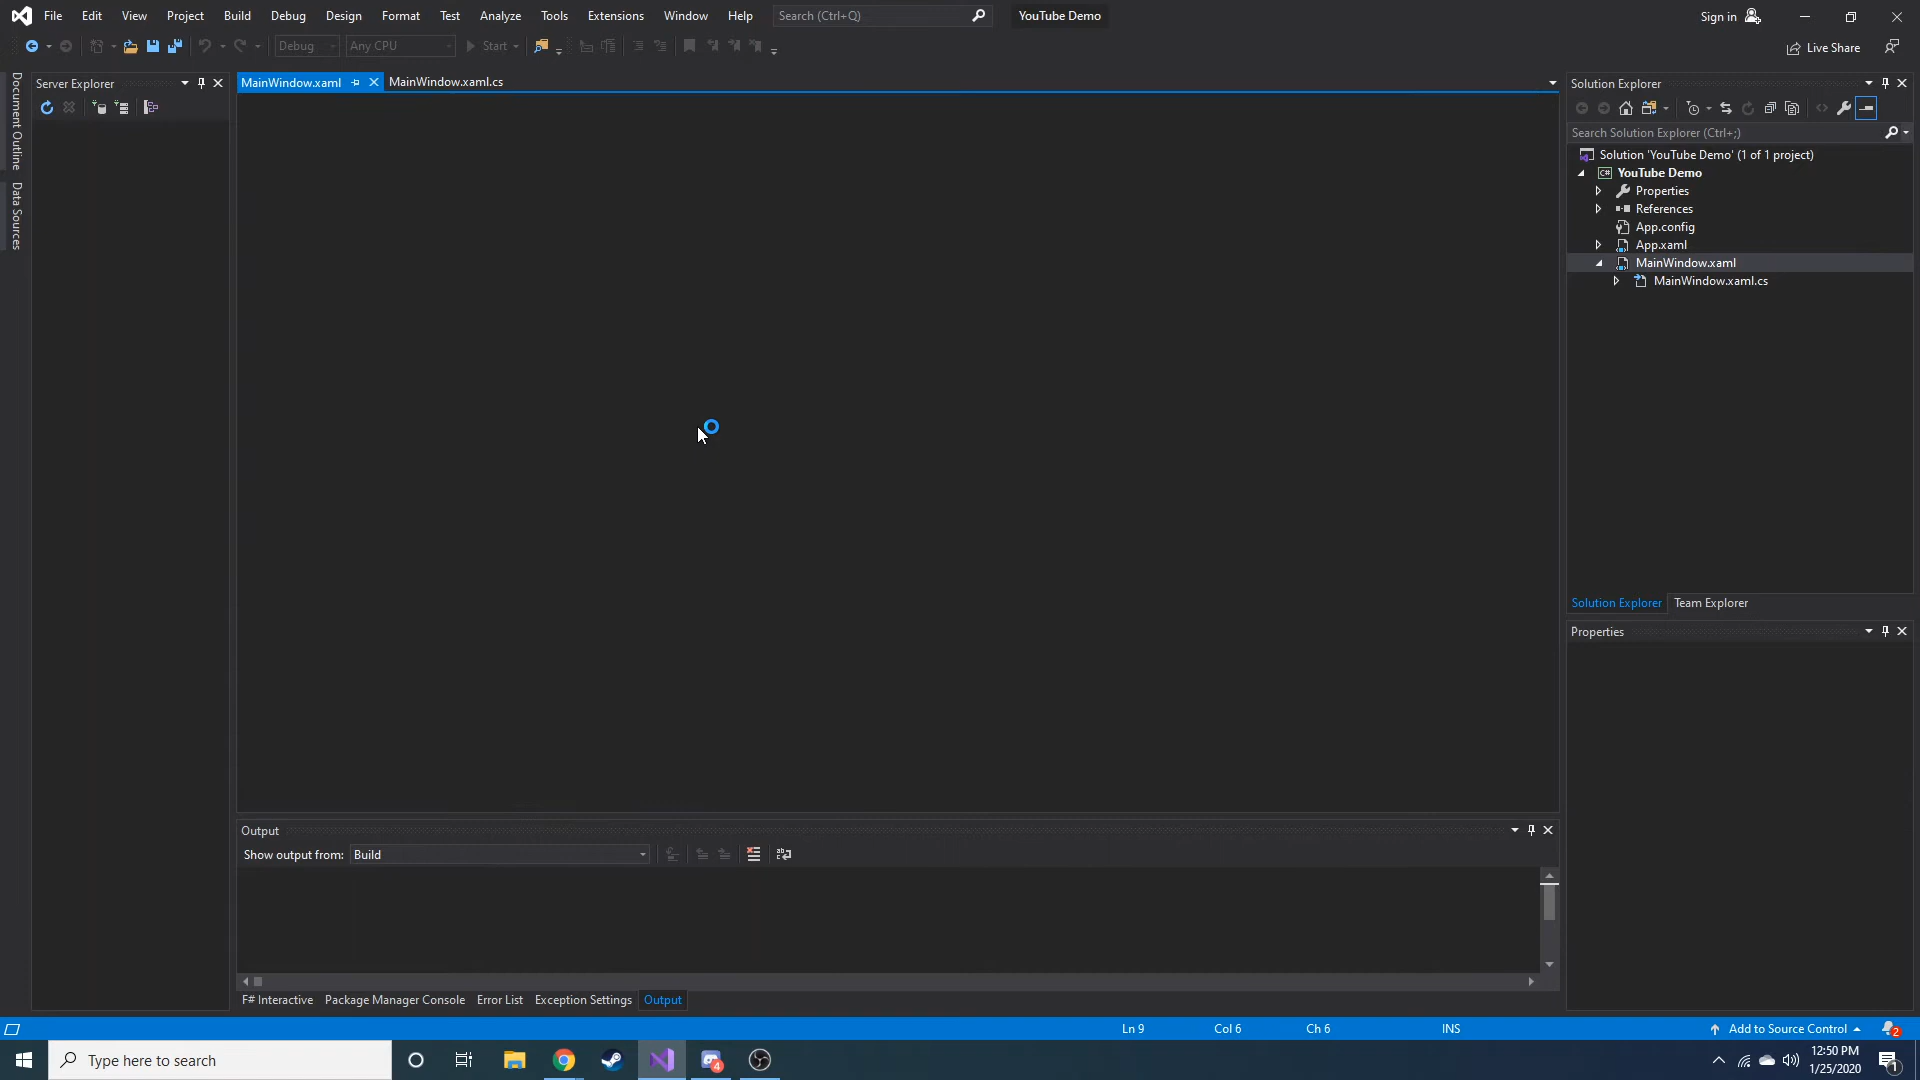 File Edit View Project Build Debug Design Format Test Analyze Tools Extensions Window Help Search (Ctrl+Q) YouTube Demo Sign in
Debug Any CPU Start Live Share
Document Outline
Data Sources
Server Explorer
MainWindow.xaml MainWindow.xaml.cs
Solution Explorer
Search Solution Explorer (Ctrl+;)
Solution 'YouTube Demo' (1 of 1 project)
C# YouTube Demo
Properties
References
App.config
App.xaml
MainWindow.xaml
MainWindow.xaml.cs
Solution Explorer Team Explorer
Properties
Output
Show output from: Build
F# Interactive Package Manager Console Error List Exception Settings Output
Ln 9 Col 6 Ch 6 INS Add to Source Control 2
Type here to search 4
12:50 PM
1/25/2020
1